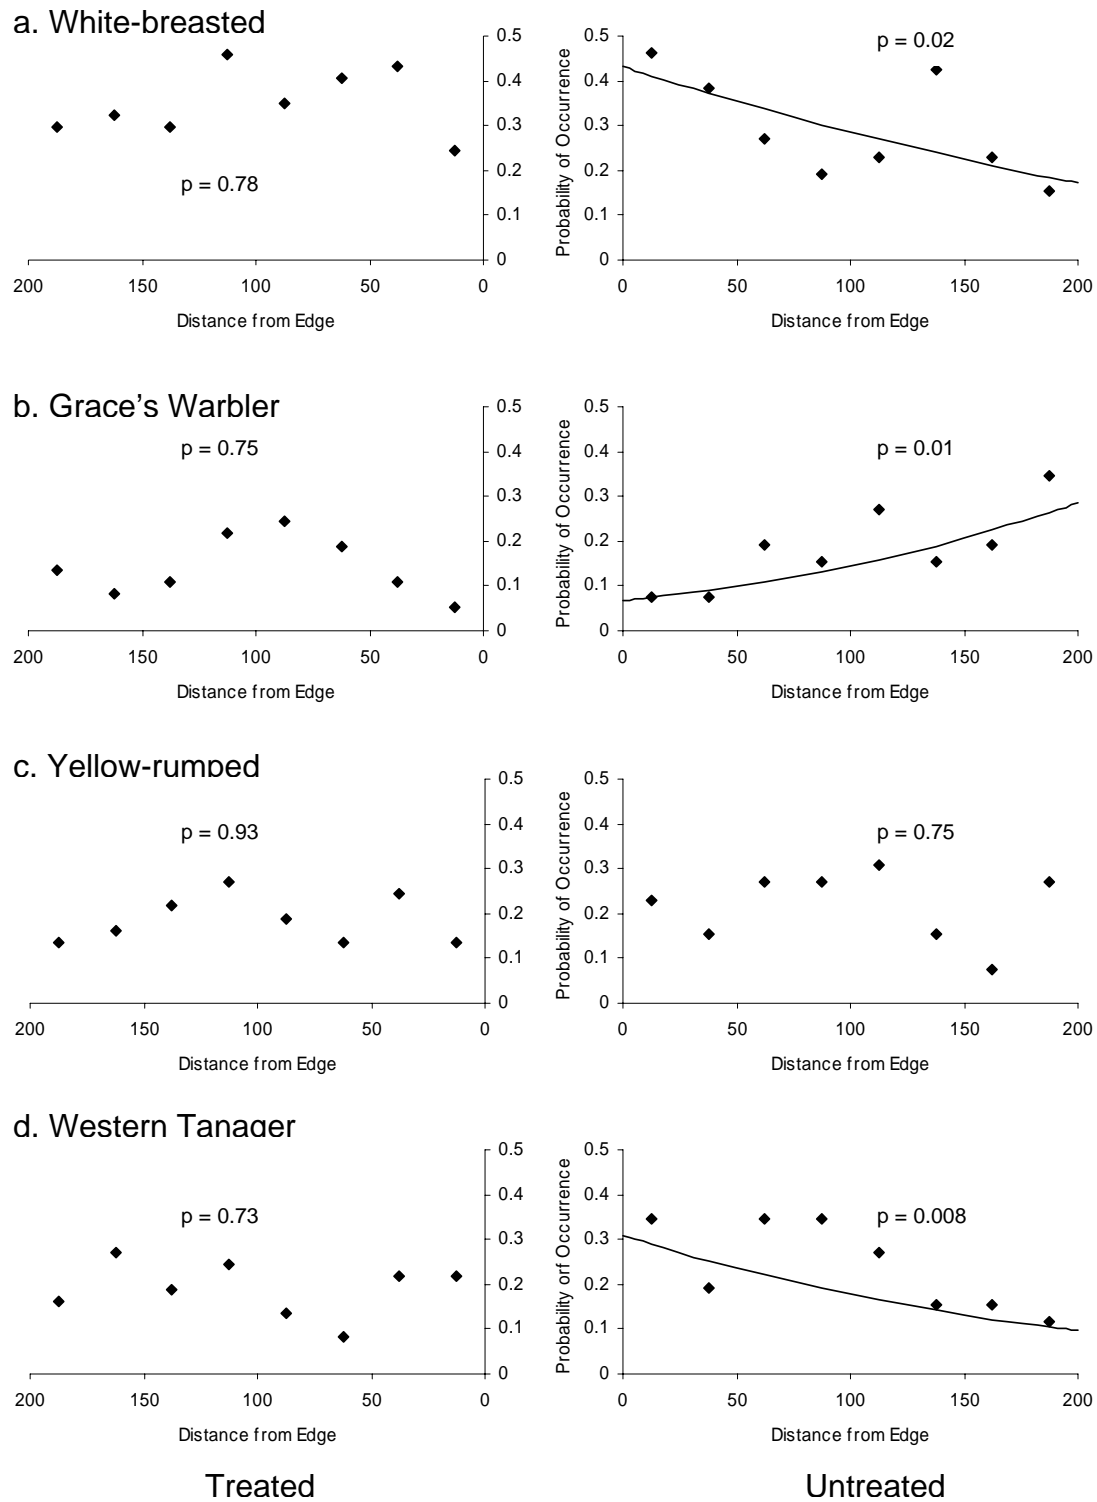 a. White-breasted
p = 0.78
0.5
0.4
0.3
0.2
0.1
0
200 150 100 50 0
Distance from Edge
Probability of Occurrence
p = 0.02
0.5
0.4
0.3
0.2
0.1
0
0 50 100 150 200
Distance from Edge
b. Grace's Warbler
p = 0.75
0.5
0.4
0.3
0.2
0.1
0
200 150 100 50 0
Distance from Edge
Probability of Occurrence
p = 0.01
0.5
0.4
0.3
0.2
0.1
0
0 50 100 150 200
Distance from Edge
c. Yellow-rumped
p = 0.93
0.5
0.4
0.3
0.2
0.1
0
200 150 100 50 0
Distance from Edge
Probability of Occurrence
p = 0.75
0.5
0.4
0.3
0.2
0.1
0
0 50 100 150 200
Distance from Edge
d. Western Tanager
p = 0.73
0.5
0.4
0.3
0.2
0.1
0
200 150 100 50 0
Distance from Edge
Probability orf Occurrence
p = 0.008
0.5
0.4
0.3
0.2
0.1
0
0 50 100 150 200
Distance from Edge
Treated
Untreated